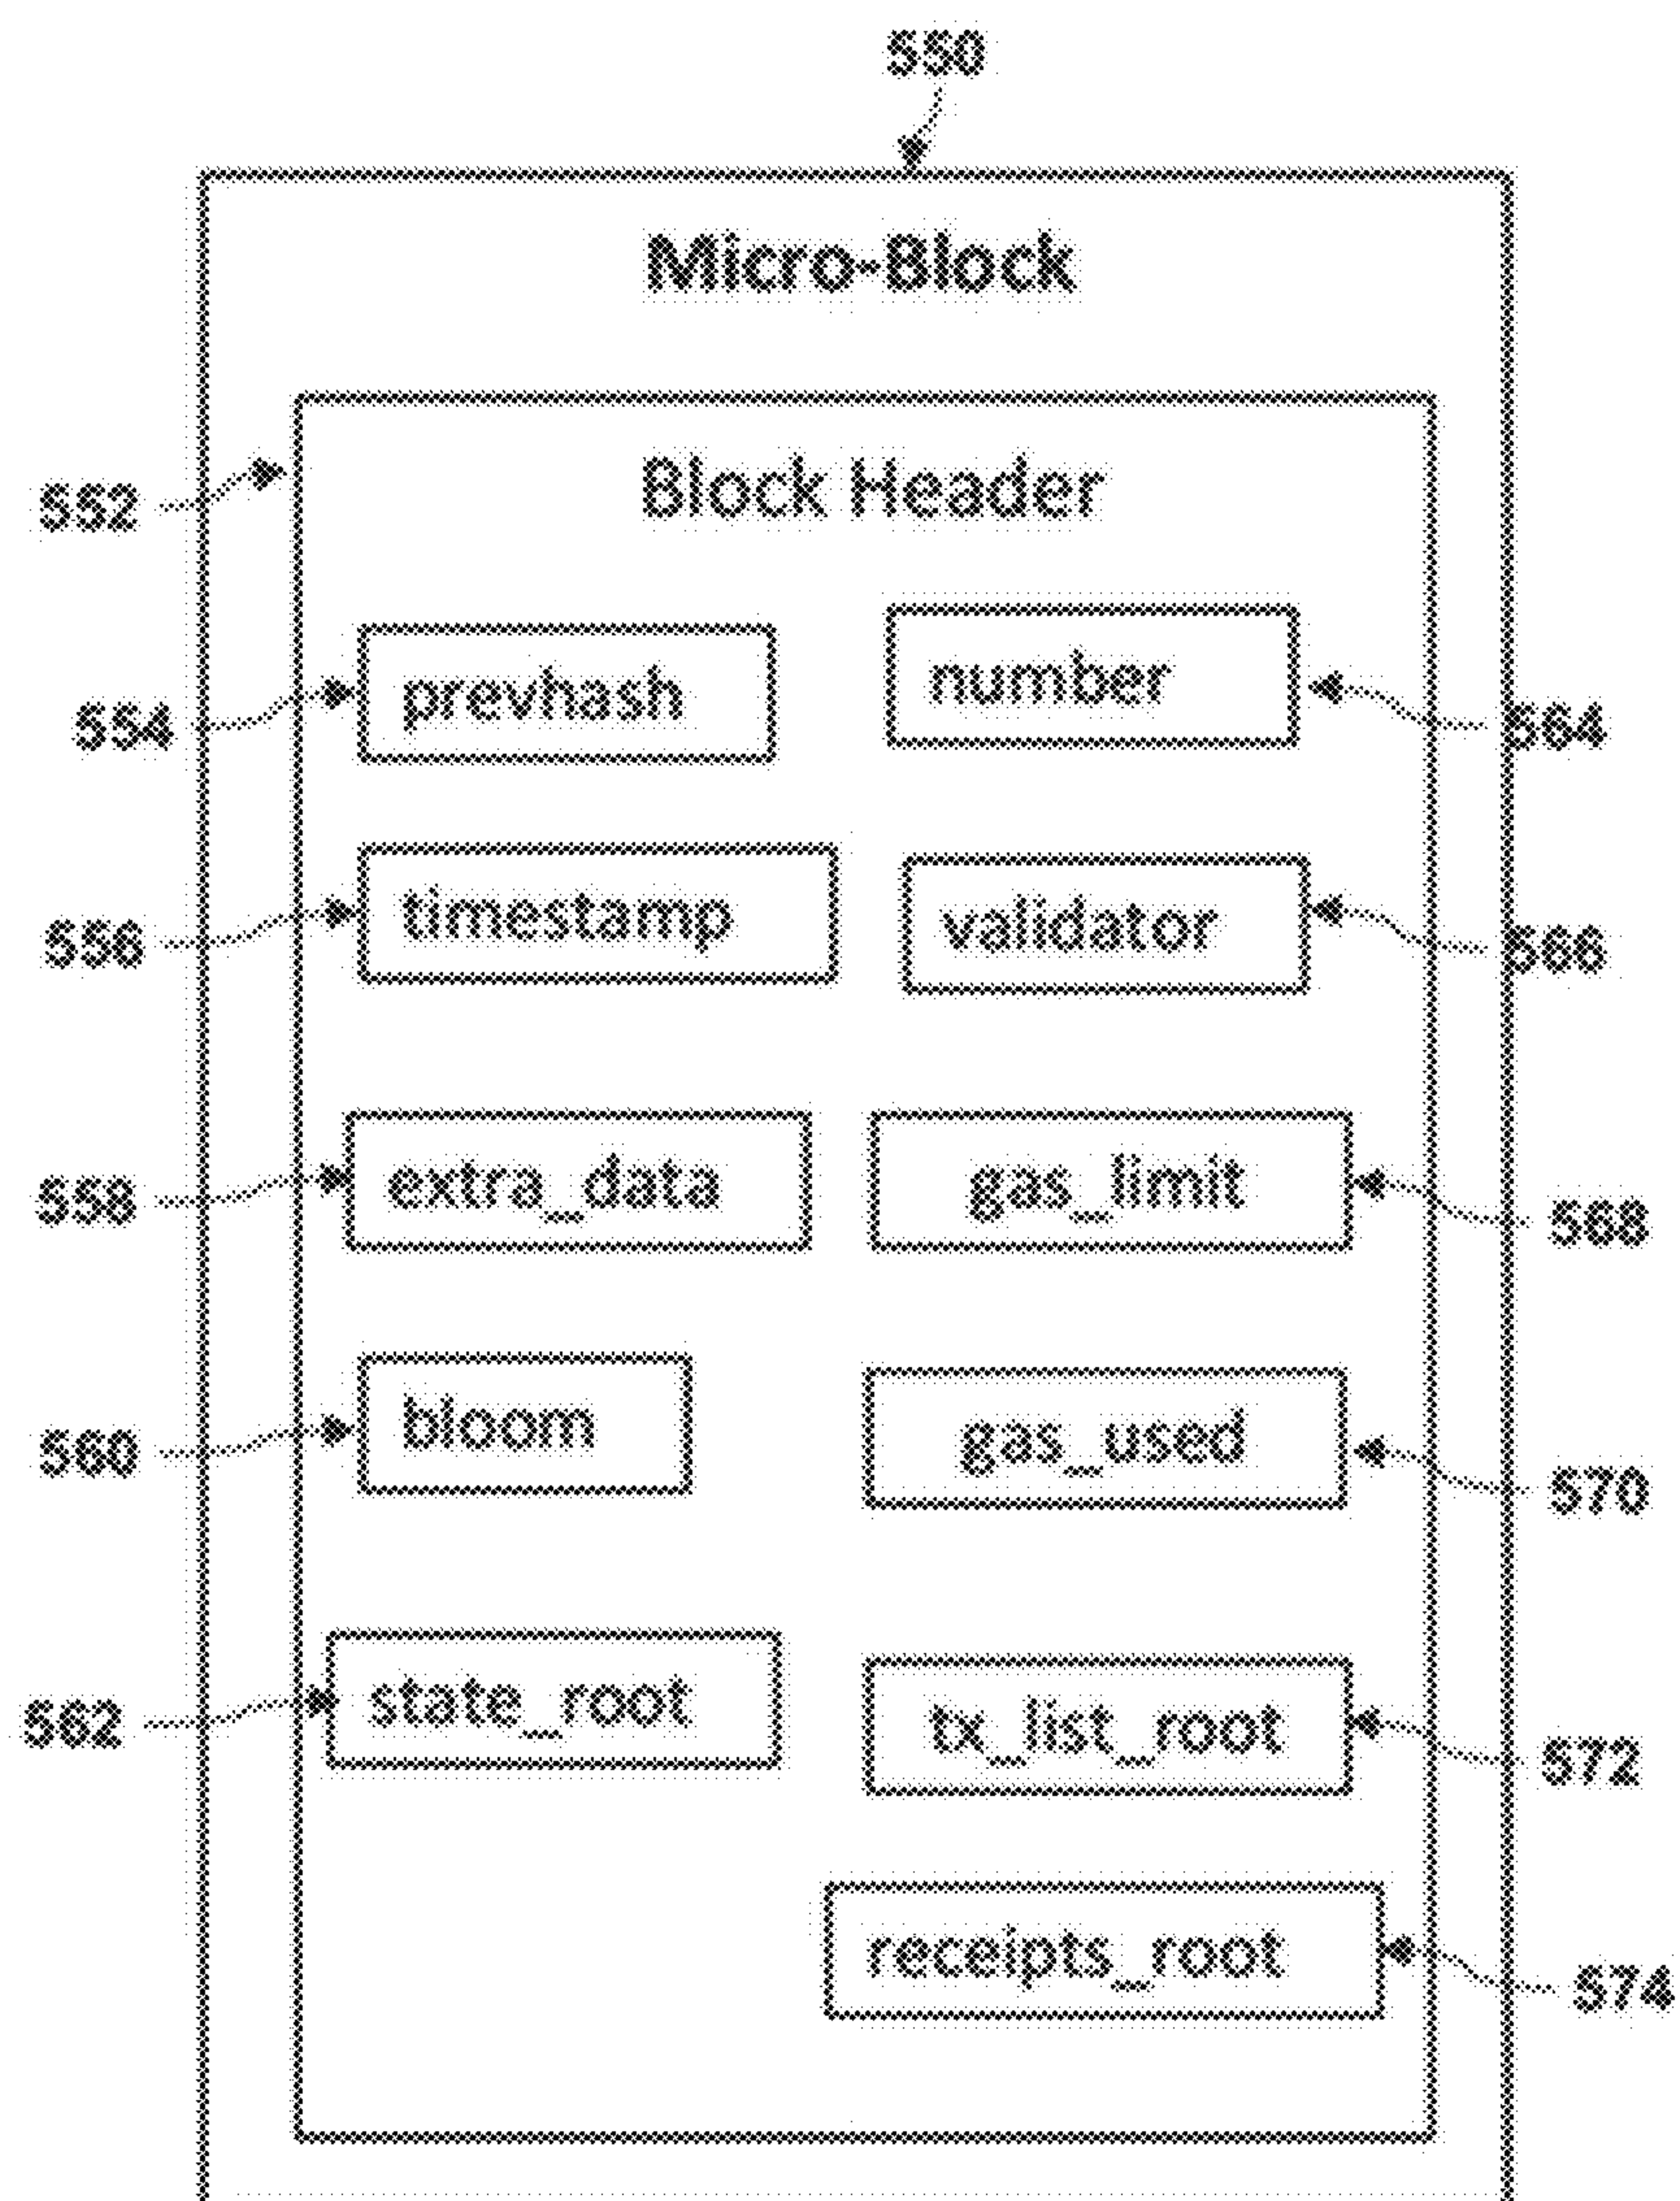 550
Micro-Block
552
Block Header
554
prevhash
number
564
556
timestamp
validator
566
558
extra_data
gas_limit
568
560
bloom
gas_used
570
562
state_root
tx_list_root
572
receipts_root
574